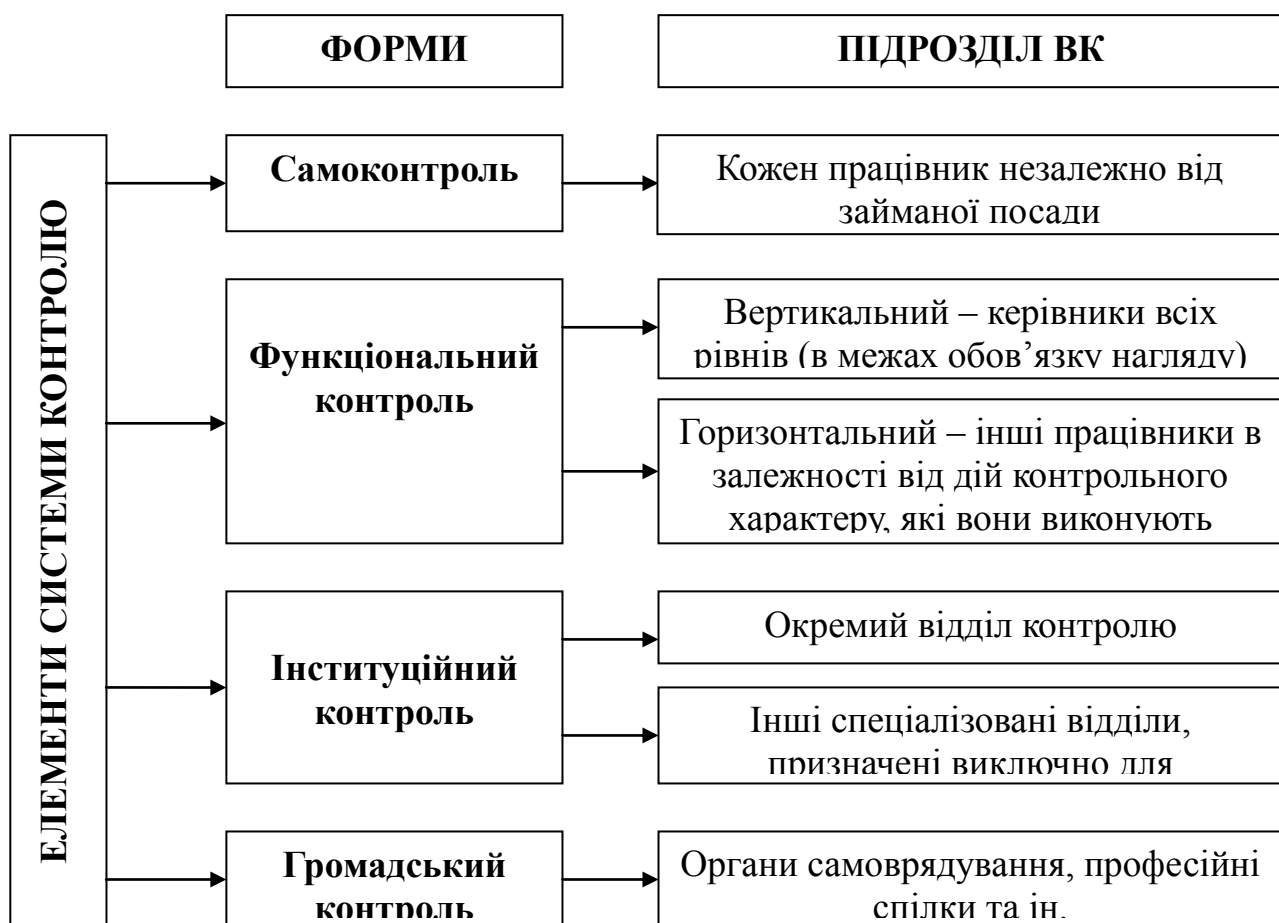 ФОРМИ
ПІДРОЗДІЛ ВК
ЕЛЕМЕНТИ СИСТЕМИ КОНТРОЛЮ
Самоконтроль
Кожен працівник незалежно від
займаної посади
Функціональний
контроль
Вертикальний – керівники всіх
рівнів (в межах обов’язку нагляду)
Горизонтальний – інші працівники в
залежності від дій контрольного
характеру, які вони виконують
Інституційний
контроль
Окремий відділ контролю
Інші спеціалізовані відділи,
призначені виключно для
Громадський
контроль
Органи самоврядування, професійні
спілки та ін.